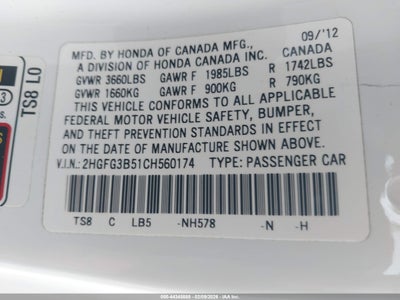 MFD. BY HONDA OF CANADA MFG., 09/'12
A DIVISION OF HONDA CANADA INC. CANADA
GVWR 3660LBS GAWR F 1985LBS R 1742LBS
GVWR 1660KG GAWR F 900KG R 790KG
THIS VEHICLE CONFORMS TO ALL APPLICABLE
FEDERAL MOTOR VEHICLE SAFETY, BUMPER,
AND THEFT PREVENTION STANDARDS IN EFFECT
ON THE DATE OF MANUFACTURE SHOWN ABOVE.
V.I.N: 2HGFG3B51CH560174 TYPE: PASSENGER CAR
TS8 C LB5 -NH578 -N -H
TS8 L0
3